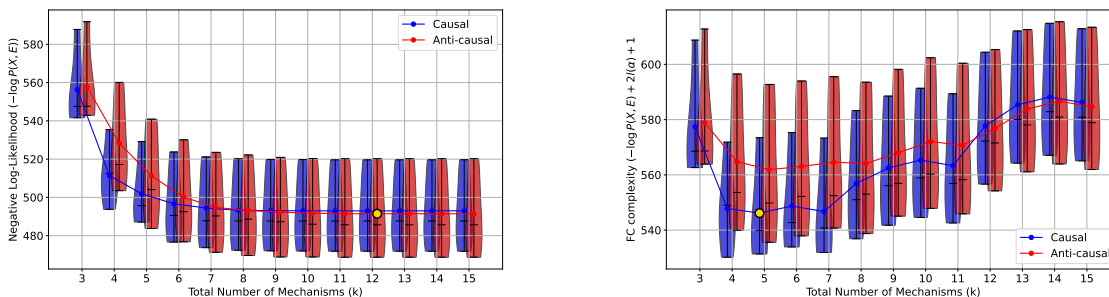 Negative Log-Likelihood (− log P(X, E))
580
560
540
520
500
480
3 4 5 6 7 8 9 10 11 12 13 14 15
Total Number of Mechanisms (k)
Causal
Anti-causal
FC complexity (− log P(X, E) + 2l(α) + 1
600
580
560
540
3 4 5 6 7 8 9 10 11 12 13 14 15
Total Number of Mechanisms (k)
Causal
Anti-causal